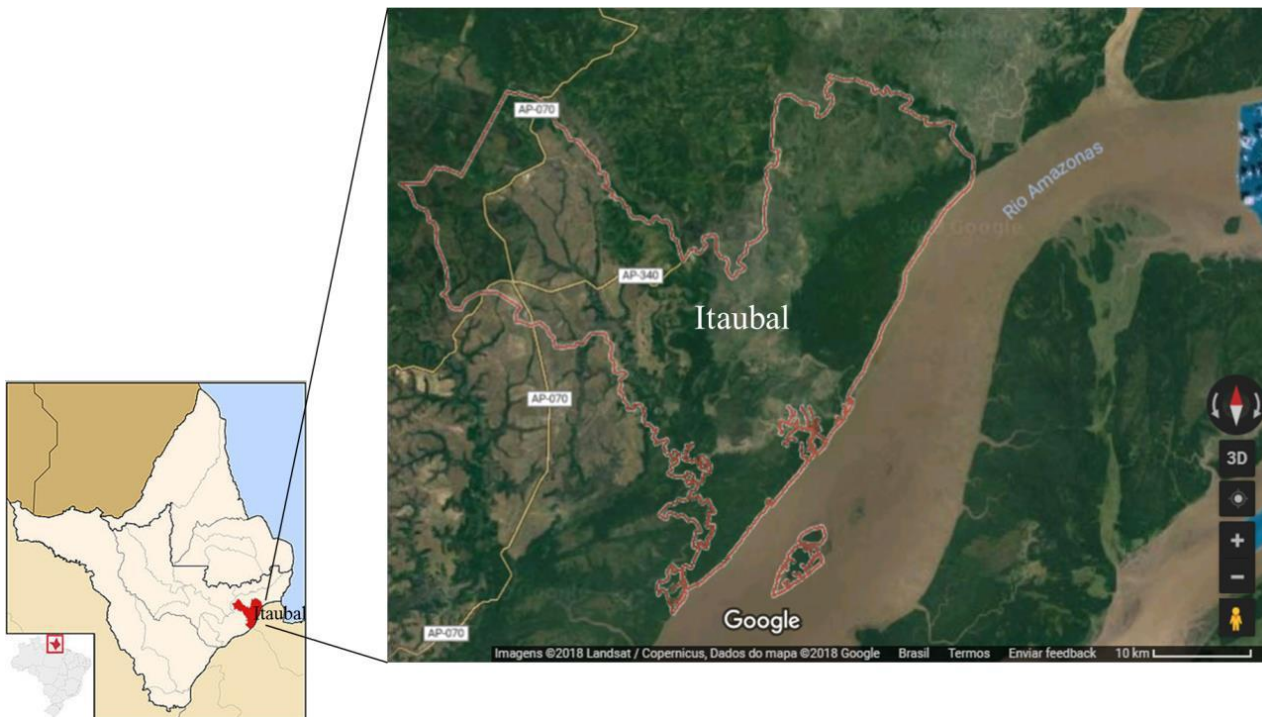 AP-070
Rio Amazonas
AP-340
Itaubal
AP-070
3D
Itaubal
Google
AP-070
Imagens ©2018 Landsat / Copernicus, Dados do mapa ©2018 Google Brasil Termos Enviar feedback 10 km